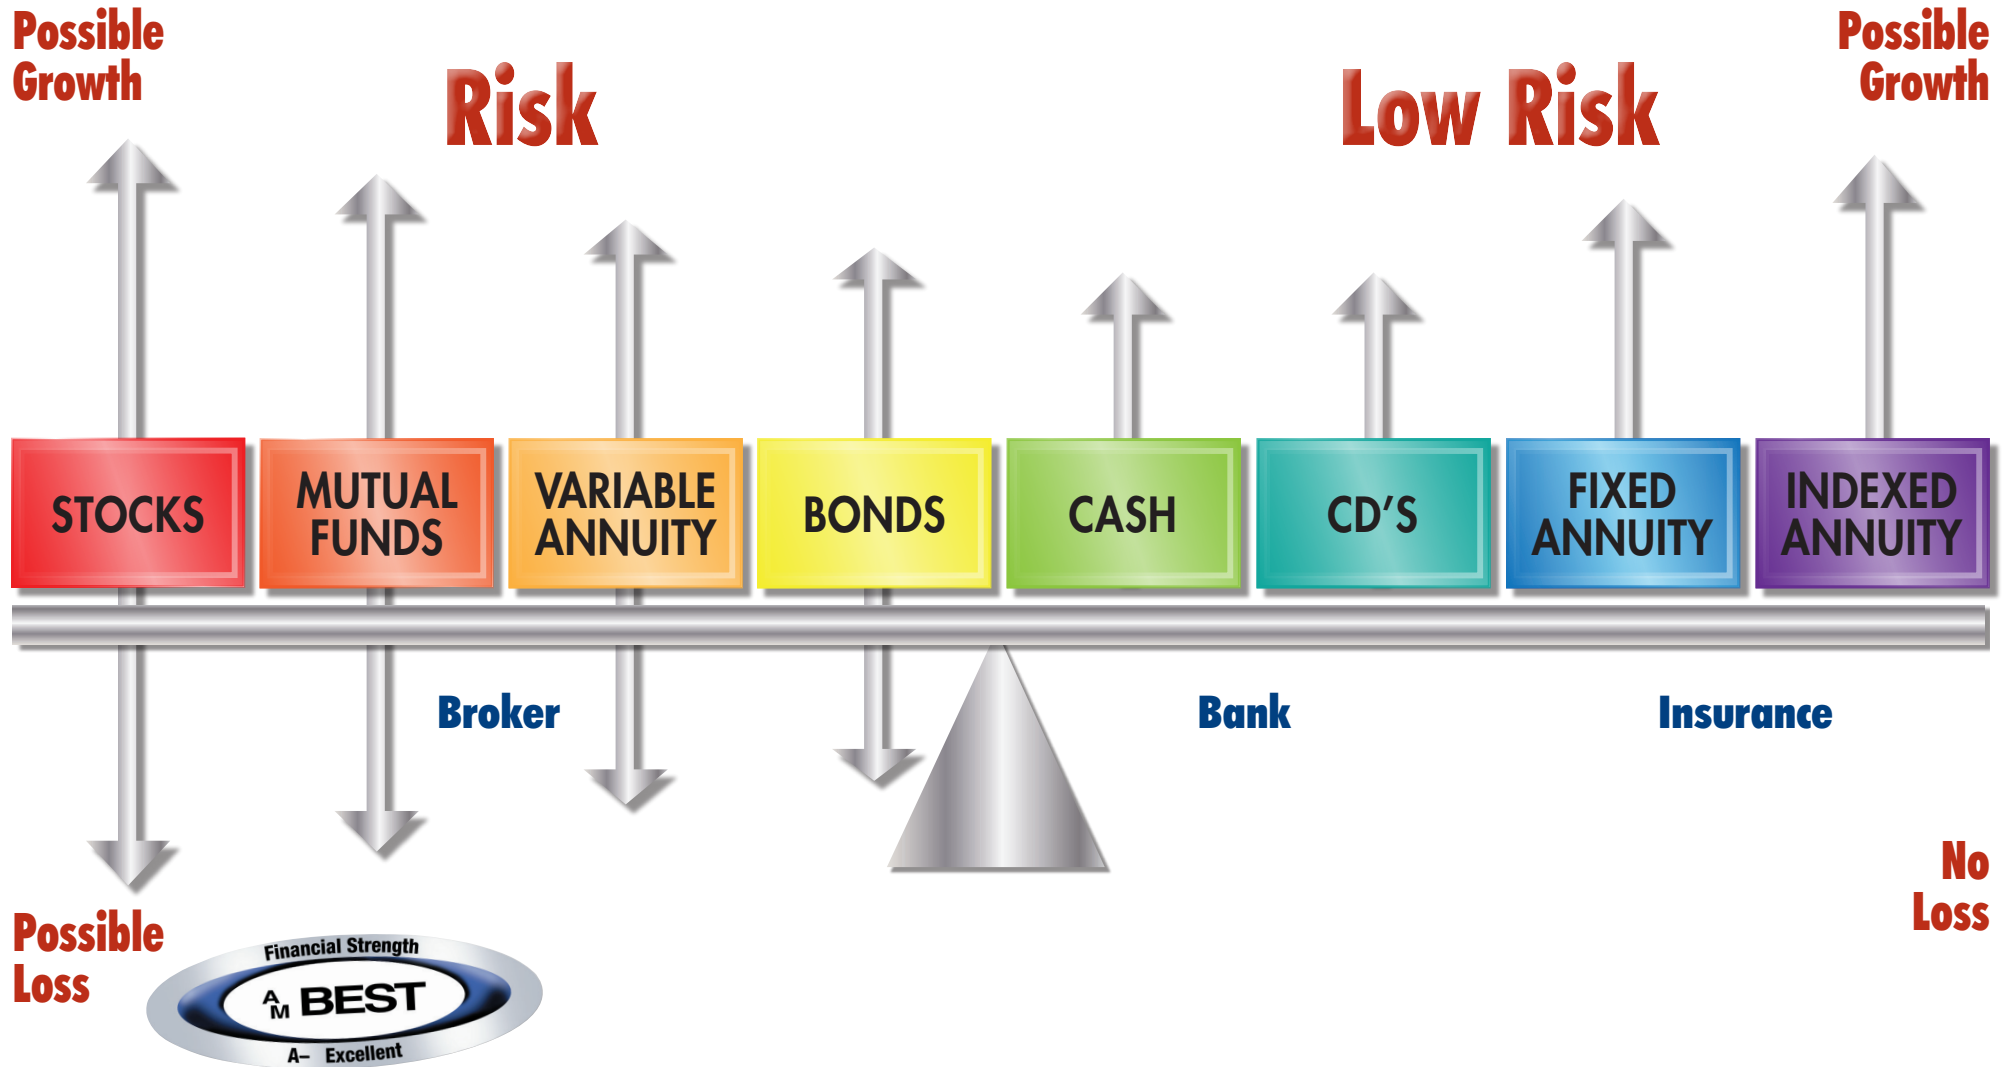 Possible
Growth
Risk
Low Risk
Possible
Growth
STOCKS
MUTUAL
FUNDS
VARIABLE
ANNUITY
BONDS
CASH
CD'S
FIXED
ANNUITY
INDEXED
ANNUITY
Broker
Bank
Insurance
No
Loss
Possible
Loss
Financial Strength
AM BEST
A– Excellent